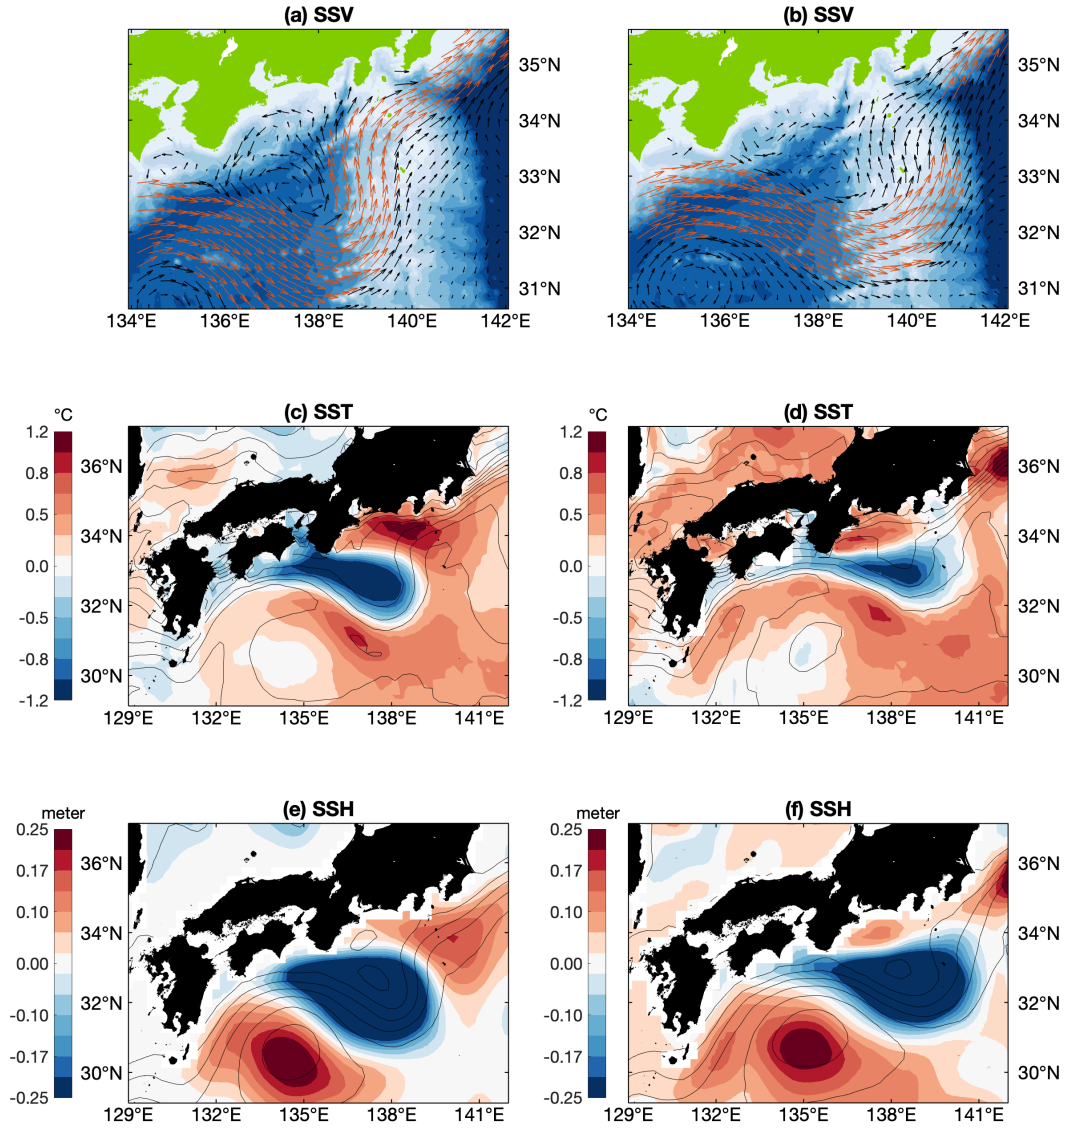 (a) SSV
(b) SSV
35°N
34°N
33°N
32°N
31°N
134°E 136°E 138°E 140°E 142°E
35°N
34°N
33°N
32°N
31°N
134°E 136°E 138°E 140°E 142°E
°C
(c) SST
°C
(d) SST
1.2
0.8
0.5
0.0
-0.5
-0.8
-1.2
36°N
34°N
32°N
30°N
129°E 132°E 135°E 138°E 141°E
1.2
0.8
0.5
0.0
-0.5
-0.8
-1.2
36°N
34°N
32°N
30°N
129°E 132°E 135°E 138°E 141°E
meter
(e) SSH
meter
(f) SSH
0.25
0.17
0.10
0.00
-0.10
-0.17
-0.25
36°N
34°N
32°N
30°N
129°E 132°E 135°E 138°E 141°E
0.25
0.17
0.10
0.00
-0.10
-0.17
-0.25
36°N
34°N
32°N
30°N
129°E 132°E 135°E 138°E 141°E